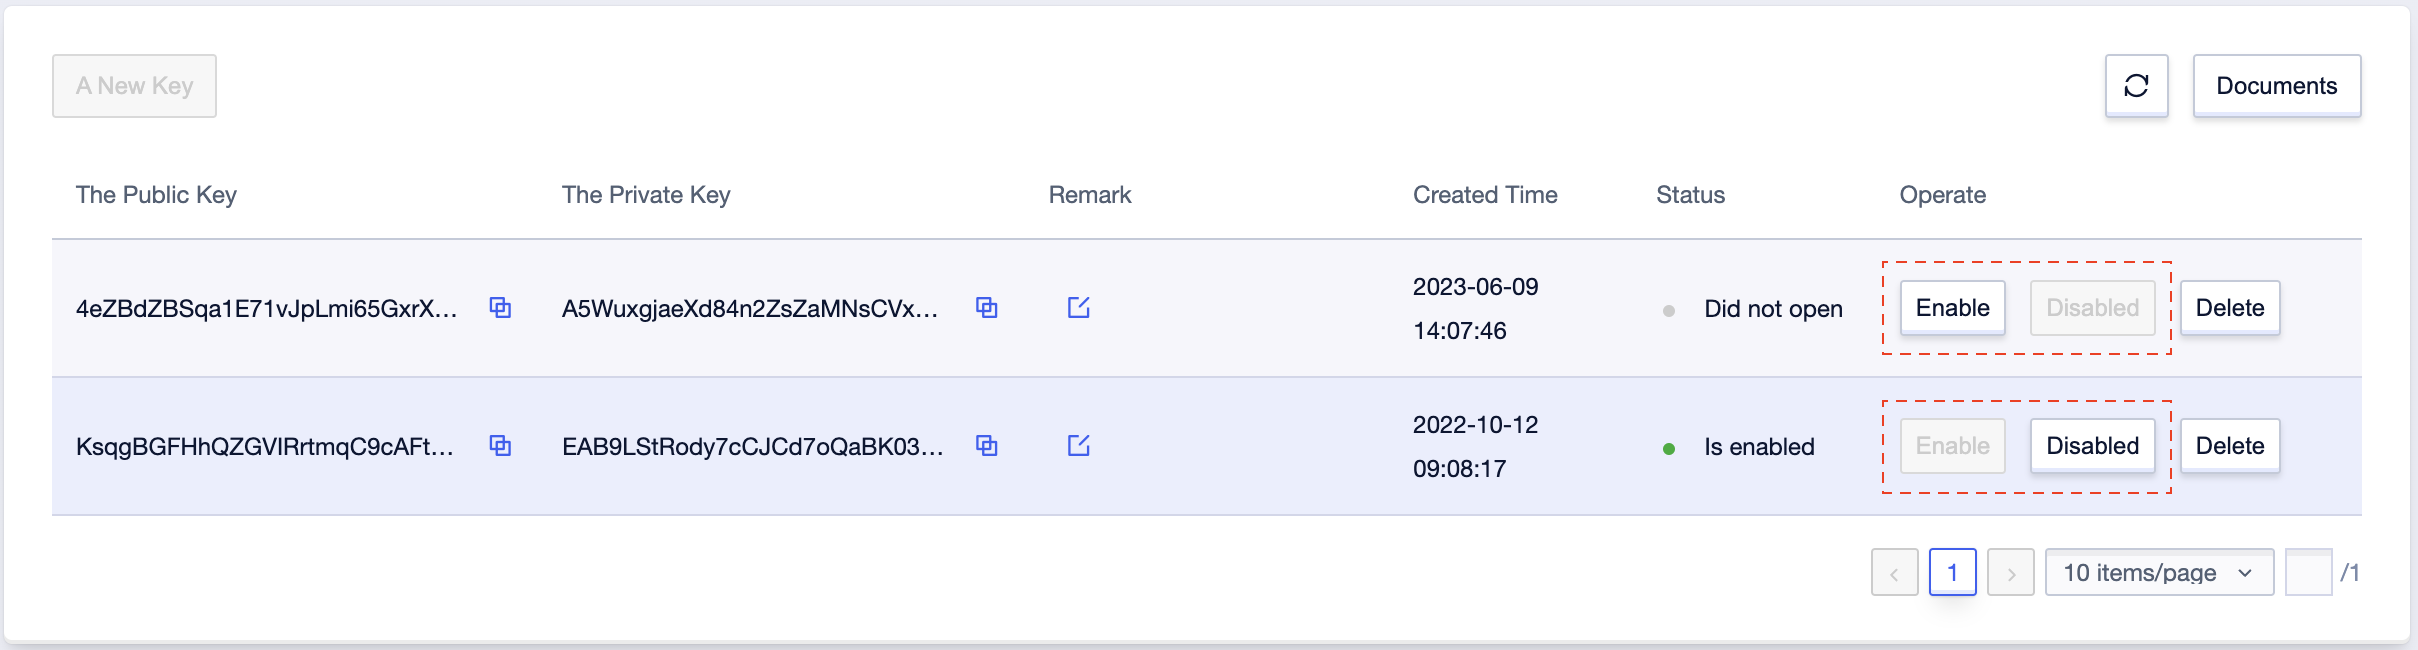 A New Key
Documents
The Public Key The Private Key Remark Created Time Status Operate
4eZBdZBSqa1E71vJpLmi65GxrX... A5WuxgjaeXd84n2ZsZaMNsCVx... 2023-06-09 14:07:46 Did not open Enable Disabled Delete
KsqgBGFHhQZGVlRrtmqC9cAFt... EAB9LStRody7cCJCd7oQaBK03... 2022-10-12 09:08:17 Is enabled Enable Disabled Delete
1 10 items/page /1